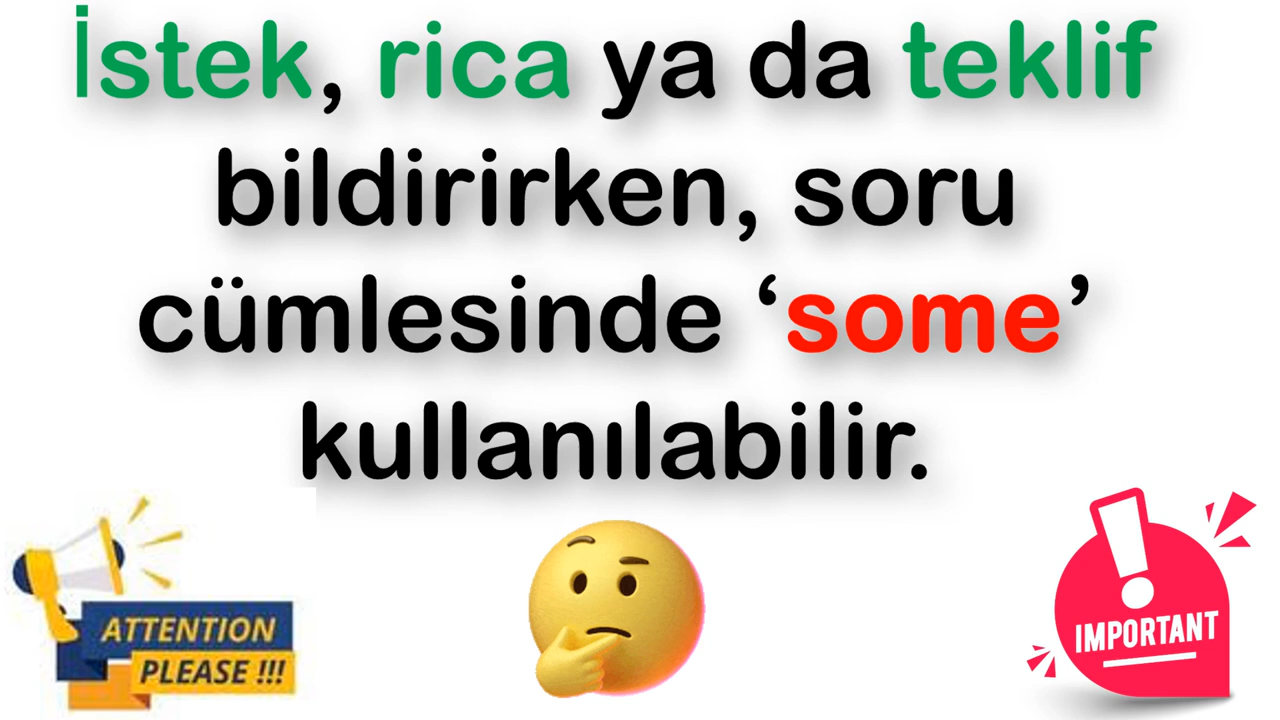 İstek, rica ya da teklif
bildirirken, soru
cümlesinde ‘some’
kullanılabilir.
ATTENTION
PLEASE !!!
IMPORTANT